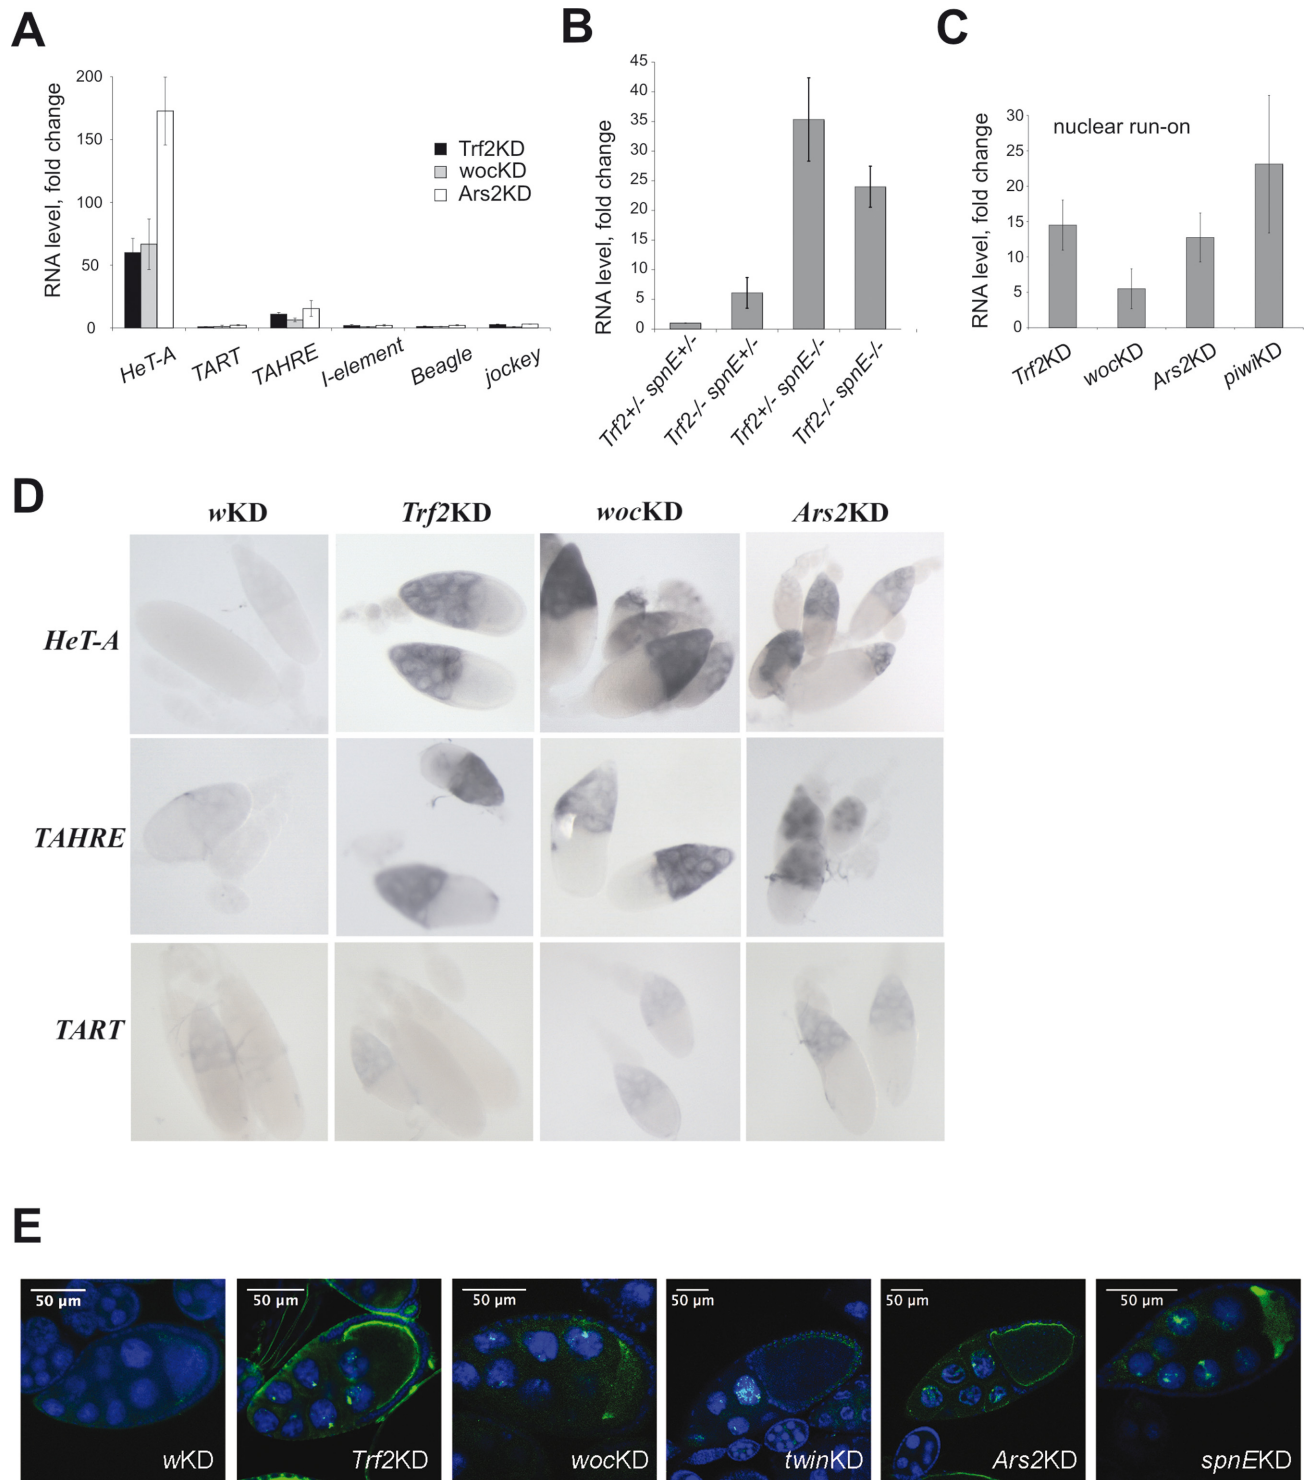 A
RNA level, fold change
200
150
100
50
0
Trf2KD
wocKD
Ars2KD
HeT-A
TART
TAHRE
I-element
Beagle
jockey
B
RNA level, fold change
45
40
35
30
25
20
15
10
5
0
Trf2+/- spnE+/-
Trf2-/- spnE+/-
Trf2+/- spnE-/-
Trf2-/- spnE-/-
C
RNA level, fold change
30
25
20
15
10
5
0
nuclear run-on
Trf2KD
wocKD
Ars2KD
piwiKD
D
wKD
Trf2KD
wocKD
Ars2KD
HeT-A
TAHRE
TART
E
50 µm
wKD
50 µm
Trf2KD
50 µm
wocKD
50 µm
twinKD
50 µm
Ars2KD
50 µm
spnEKD